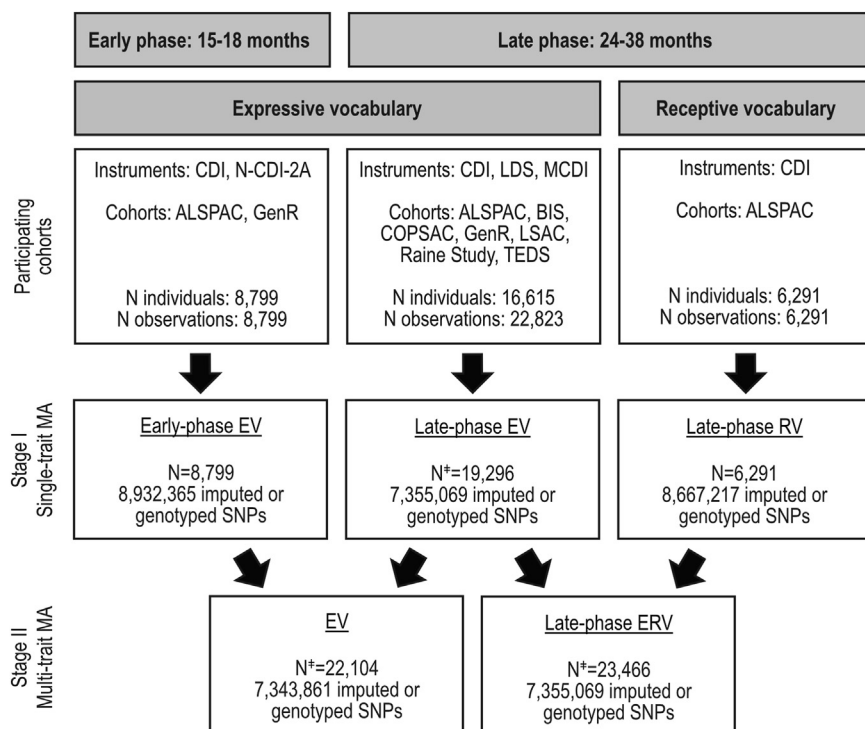 Early phase: 15-18 months
Late phase: 24-38 months
Expressive vocabulary
Receptive vocabulary
Participating
cohorts
Instruments: CDI, N-CDI-2A
Cohorts: ALSPAC, GenR
N individuals: 8,799
N observations: 8,799
Instruments: CDI, LDS, MCDI
Cohorts: ALSPAC, BIS,
COPSAC, GenR, LSAC,
Raine Study, TEDS
N individuals: 16,615
N observations: 22,823
Instruments: CDI
Cohorts: ALSPAC
N individuals: 6,291
N observations: 6,291
Stage I
Single-trait MA
Early-phase EV
N=8,799
8,932,365 imputed or
genotyped SNPs
Late-phase EV
N‡=19,296
7,355,069 imputed or
genotyped SNPs
Late-phase RV
N=6,291
8,667,217 imputed or
genotyped SNPs
Stage II
Multi-trait MA
EV
N‡=22,104
7,343,861 imputed or
genotyped SNPs
Late-phase ERV
N‡=23,466
7,355,069 imputed or
genotyped SNPs